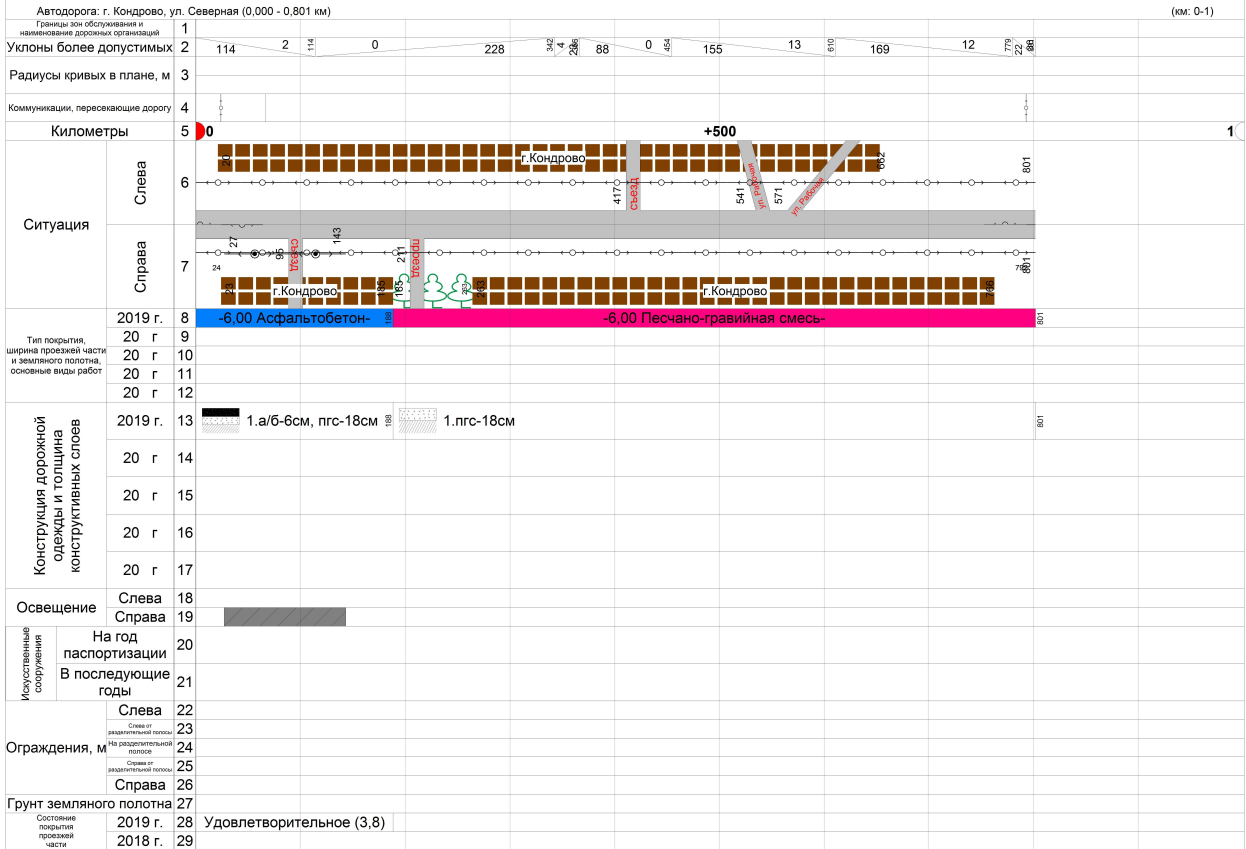 Автодорога: г. Кондрово, ул. Северная (0,000 - 0,801 км)
(км: 0-1)
Границы зон обслуживания и
наименование дорожных организаций
1
Уклоны более допустимых 2
114 2 114 0 228 342 4 88 0 454 155 13 610 169 12 779 22
Радиусы кривых в плане, м 3
Коммуникации, пересекающие дорогу 4
Километры 5 0 +500 1
Ситуация
Слева 6
20 г.Кондрово 662 801
417 съезд 541 ул. Рабочая 571 ул. Рабочая
Справа 7
27 95 съезд 143 211 проезд
24 801
23 г.Кондрово 185 185 263 263 г.Кондрово 766
Тип покрытия,
ширина проезжей части
и земляного полотна,
основные виды работ
2019 г. 8 -6,00 Асфальтобетон- 188 -6,00 Песчано-гравийная смесь- 801
20 г 9
20 г 10
20 г 11
20 г 12
Конструкция дорожной
одежды и толщина
конструктивных слоев
2019 г. 13 1.а/б-6см, пгс-18см 188 1.пгс-18см 801
20 г 14
20 г 15
20 г 16
20 г 17
Освещение
Слева 18
Справа 19
Искусственные
сооружения
На год
паспортизации
20
В последующие
годы
21
Ограждения, м
Слева 22
Слева от
разделительной полосы
23
На разделительной
полосе
24
Справа от
разделительной полосы
25
Справа 26
Грунт земляного полотна 27
Состояние
покрытия
проезжей
части
2019 г. 28 Удовлетворительное (3,8)
2018 г. 29